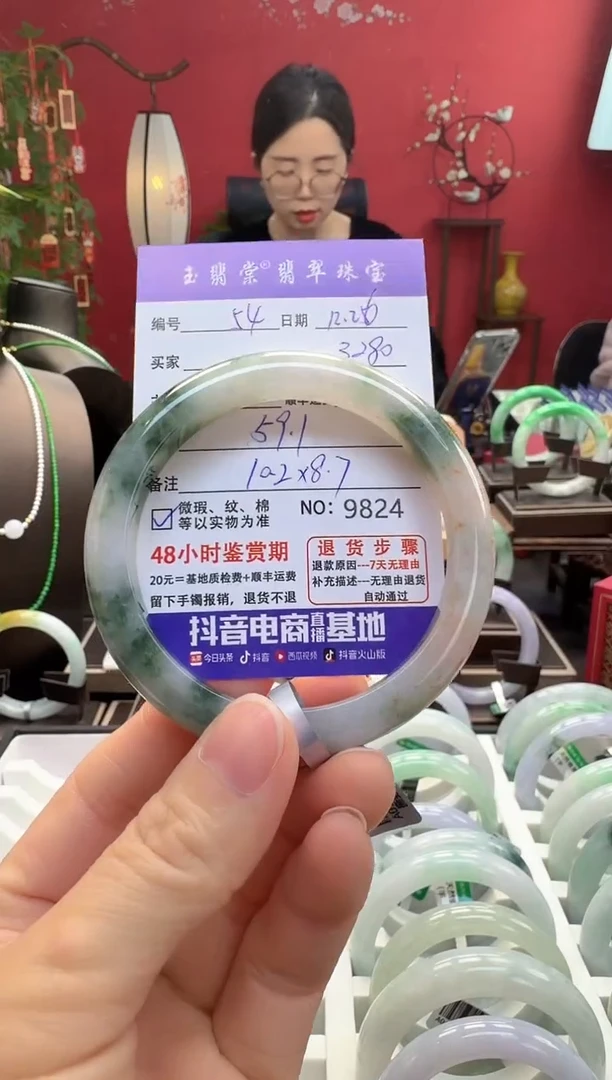 玉翡棠®翡翠珠宝
编号 54 日期 12.26
买家 3280
59.1
备注 10.2×8.7
☑ 微瑕、纹、棉
等以实物为准
NO：9824
48小时鉴赏期
20元＝基地质检费+顺丰运费
留下手镯报销，退货不退
退货步骤
退款原因---7天无理由
补充描述---无理由退货
自动通过
抖音电商直播基地
今日头条 抖音 西瓜视频 抖音火山版